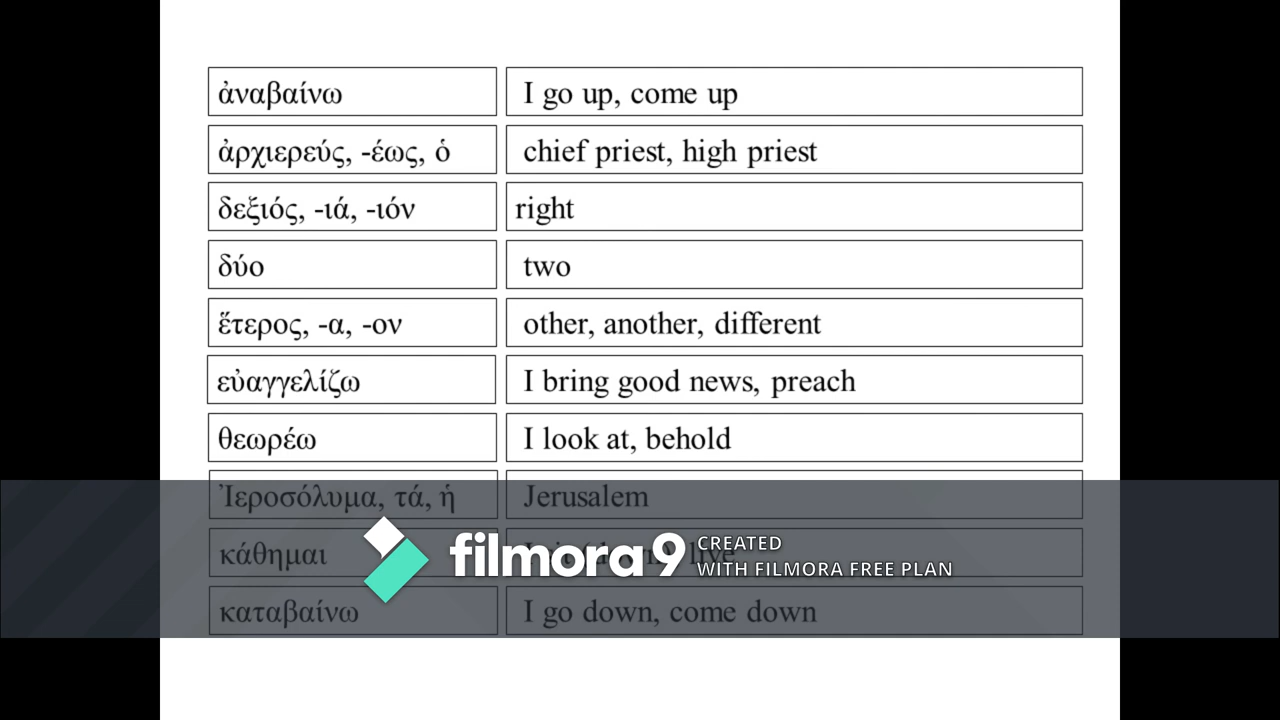 ἀναβαίνω I go up, come up
ἀρχιερεύς, -έως, ὁ chief priest, high priest
δεξιός, -ιά, -ιόν right
δύο two
ἕτερος, -α, -ον other, another, different
εὐαγγελίζω I bring good news, preach
θεωρέω I look at, behold
Ἱεροσόλυμα, τά, ἡ Jerusalem
κάθημαι live
filmora9 CREATED
WITH FILMORA FREE PLAN
καταβαίνω I go down, come down